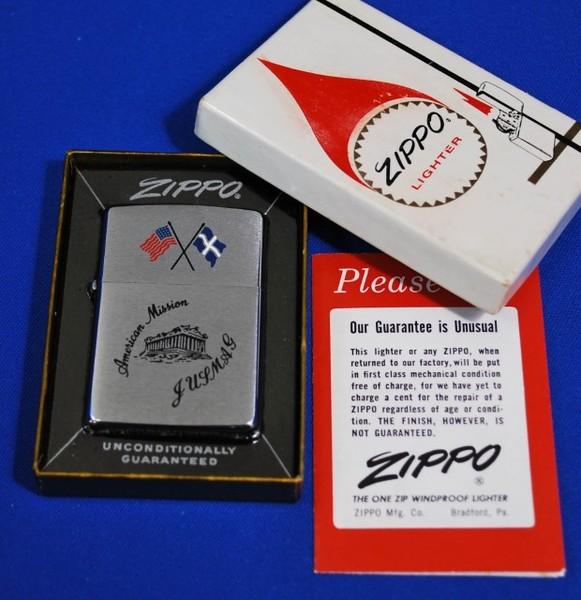 ZIPPO®
LIGHTER
ZIPPO®
American Mission
JUSMAG
UNCONDITIONALLY
GUARANTEED
Please
Our Guarantee is Unusual
This lighter or any ZIPPO, when
returned to our factory, will be put
in first class mechanical condition
free of charge, for we have yet to
charge a cent for the repair of a
ZIPPO regardless of age or condi-
tion. THE FINISH, HOWEVER, IS
NOT GUARANTEED.
ZIPPO®
THE ONE ZIP WINDPROOF LIGHTER
ZIPPO Mfg. Co. Bradford, Pa.